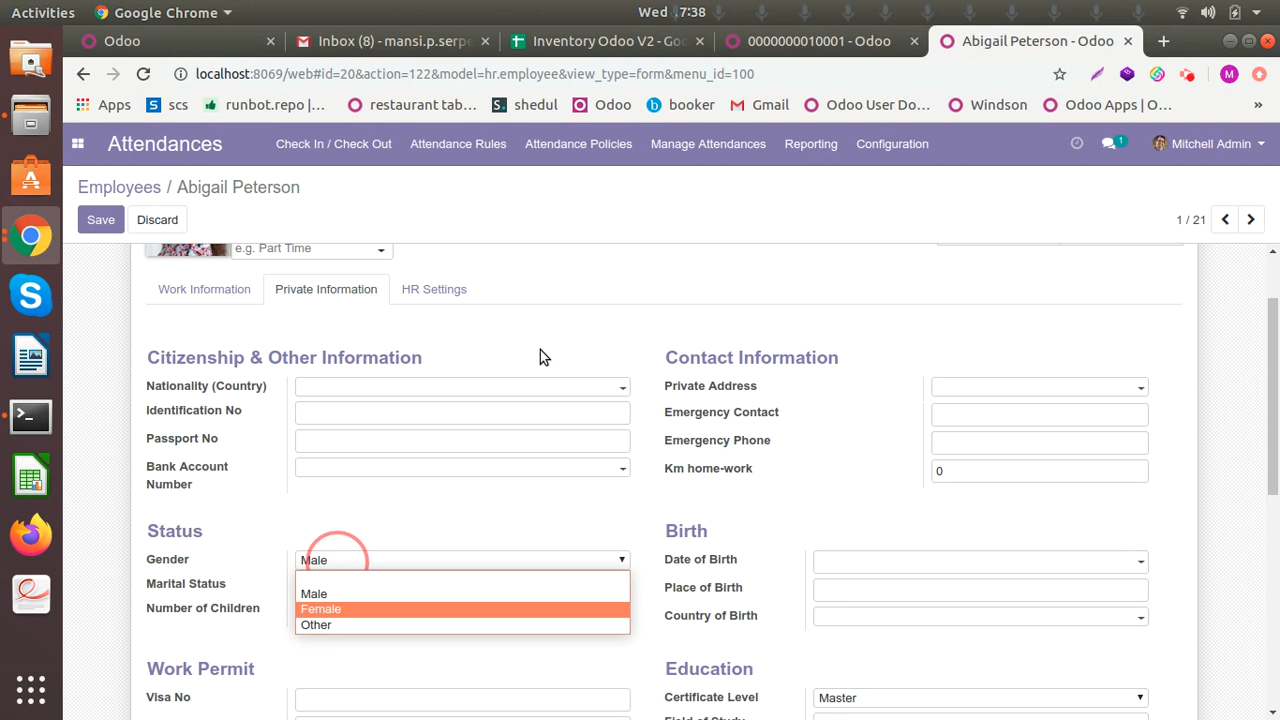 Activities Google Chrome Wed 7:38
Odoo Inbox (8) - mansi.p.serpe Inventory Odoo V2 - Goo 0000000010001 - Odoo Abigail Peterson - Odoo
localhost:8069/web#id=20&action=122&model=hr.employee&view_type=form&menu_id=100 M
Apps scs runbot.repo |... restaurant tab... shedul Odoo booker Gmail Odoo User Do... Windson Odoo Apps | O... »
Attendances Check In / Check Out Attendance Rules Attendance Policies Manage Attendances Reporting Configuration 1 Mitchell Admin
Employees / Abigail Peterson
Save Discard 1 / 21
e.g. Part Time
Work Information Private Information HR Settings
Citizenship & Other Information Contact Information
Nationality (Country) Private Address
Identification No Emergency Contact
Passport No Emergency Phone
Bank Account Number Km home-work 0
Status Birth
Gender Male Date of Birth
Marital Status Male Place of Birth
Number of Children Female Country of Birth
Other
Work Permit Education
Visa No Certificate Level Master